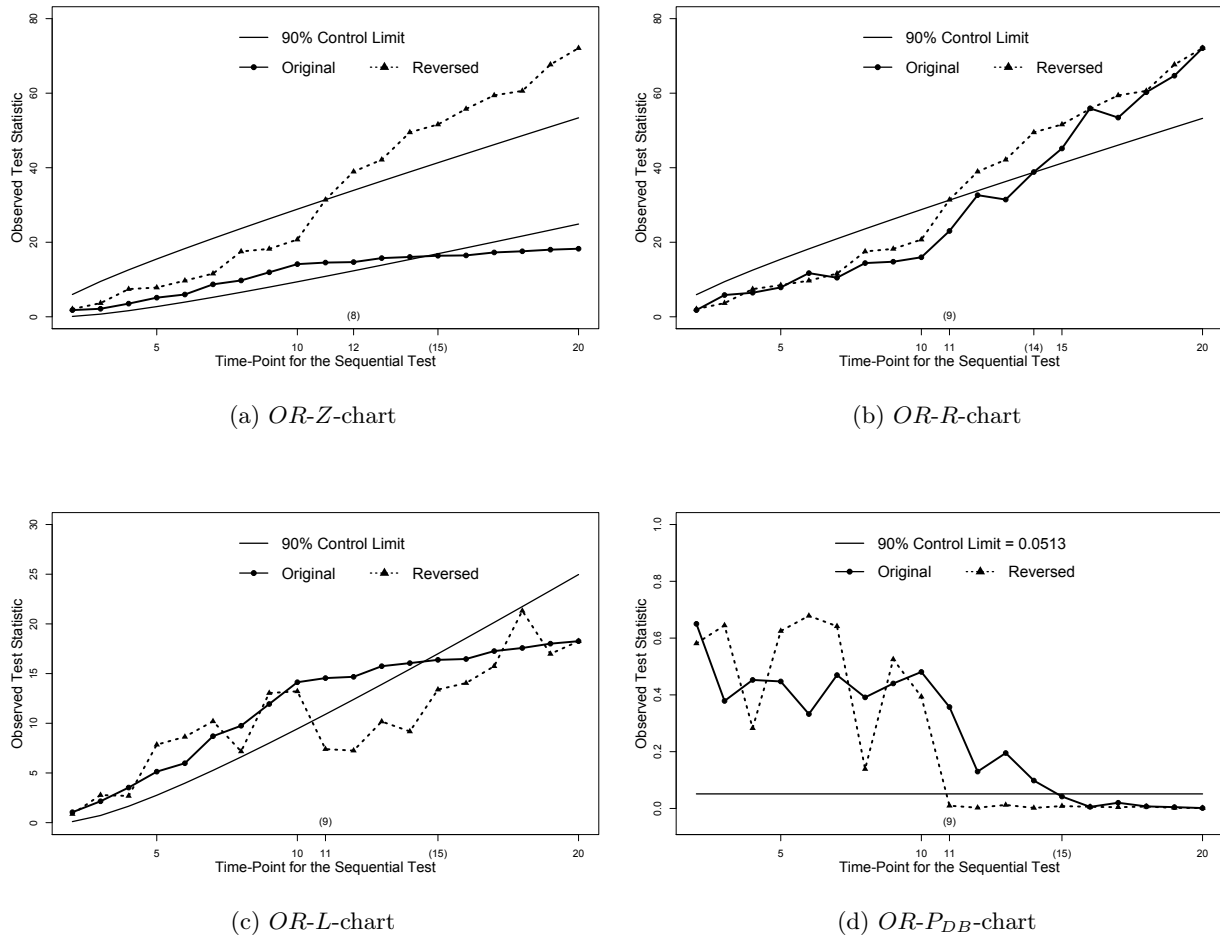 80
60
40
20
0
Observed Test Statistic
90% Control Limit
Original Reversed
(8)
5 10 12 (15) 20
Time-Point for the Sequential Test
(a) OR-Z-chart
80
60
40
20
0
Observed Test Statistic
90% Control Limit
Original Reversed
(9)
5 10 11 (14) 15 20
Time-Point for the Sequential Test
(b) OR-R-chart
30
25
20
15
10
5
0
Observed Test Statistic
90% Control Limit
Original Reversed
(9)
5 10 11 (15) 20
Time-Point for the Sequential Test
(c) OR-L-chart
1.0
0.8
0.6
0.4
0.2
0.0
Observed Test Statistic
90% Control Limit = 0.0513
Original Reversed
(9)
5 10 11 (15) 20
Time-Point for the Sequential Test
(d) OR-P_{DB}-chart